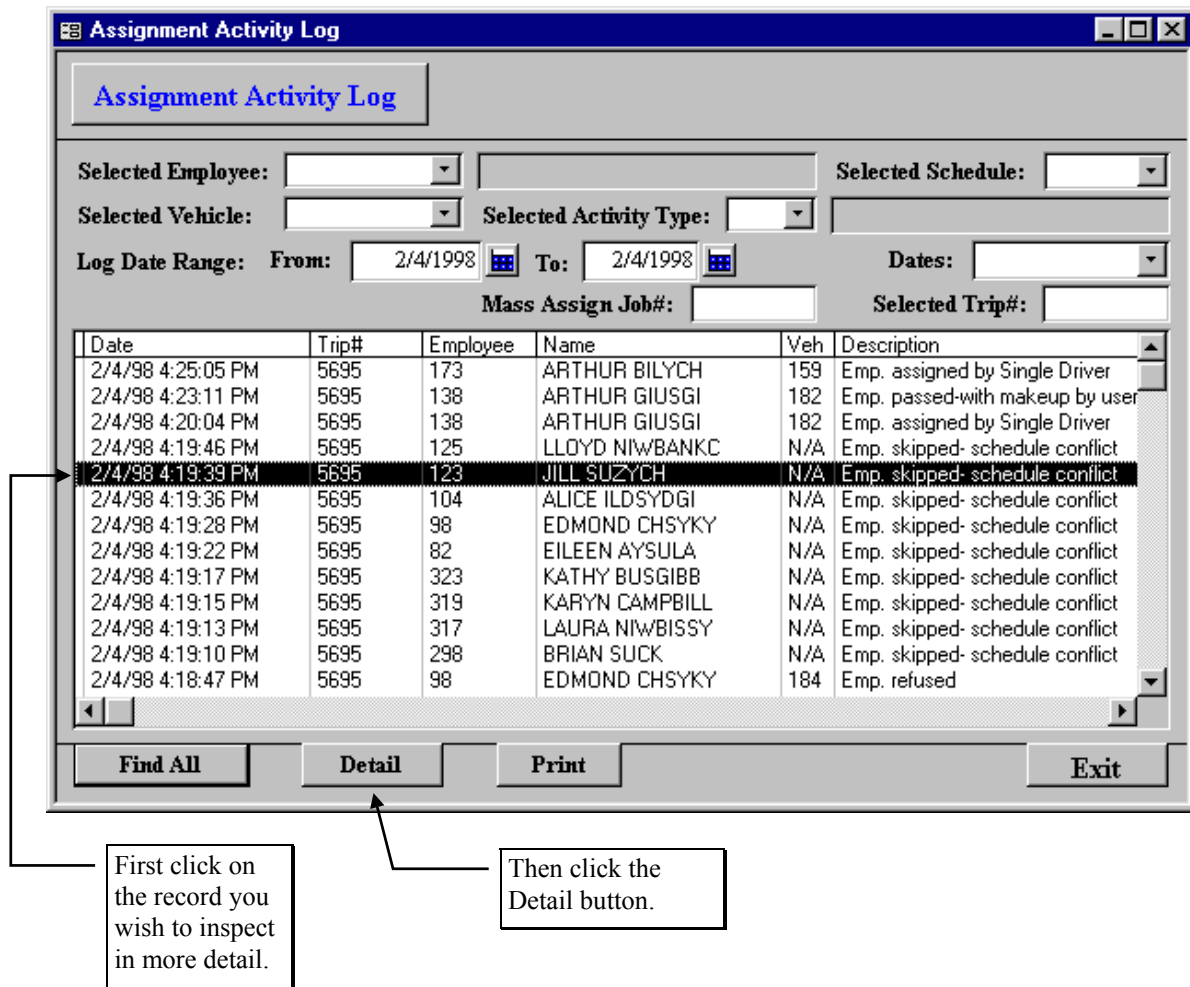 Assignment Activity Log
Assignment Activity Log
Selected Employee: Selected Schedule:
Selected Vehicle: Selected Activity Type:
Log Date Range: From: 2/4/1998 To: 2/4/1998 Dates:
Mass Assign Job#: Selected Trip#:
Date Trip# Employee Name Veh Description
2/4/98 4:25:05 PM 5695 173 ARTHUR BILYCH 159 Emp. assigned by Single Driver
2/4/98 4:23:11 PM 5695 138 ARTHUR GIUSGI 182 Emp. passed-with makeup by user
2/4/98 4:20:04 PM 5695 138 ARTHUR GIUSGI 182 Emp. assigned by Single Driver
2/4/98 4:19:46 PM 5695 125 LLOYD NIWBANKC N/A Emp. skipped- schedule conflict
2/4/98 4:19:39 PM 5695 123 JILL SUZYCH N/A Emp. skipped- schedule conflict
2/4/98 4:19:36 PM 5695 104 ALICE ILDSYDGI N/A Emp. skipped- schedule conflict
2/4/98 4:19:28 PM 5695 98 EDMOND CHSYKY N/A Emp. skipped- schedule conflict
2/4/98 4:19:22 PM 5695 82 EILEEN AYSULA N/A Emp. skipped- schedule conflict
2/4/98 4:19:17 PM 5695 323 KATHY BUSGIBB N/A Emp. skipped- schedule conflict
2/4/98 4:19:15 PM 5695 319 KARYN CAMPBILL N/A Emp. skipped- schedule conflict
2/4/98 4:19:13 PM 5695 317 LAURA NIWBISSY N/A Emp. skipped- schedule conflict
2/4/98 4:19:10 PM 5695 298 BRIAN SUCK N/A Emp. skipped- schedule conflict
2/4/98 4:18:47 PM 5695 98 EDMOND CHSYKY 184 Emp. refused
Find All Detail Print Exit
First click on
the record you
wish to inspect
in more detail.
Then click the
Detail button.